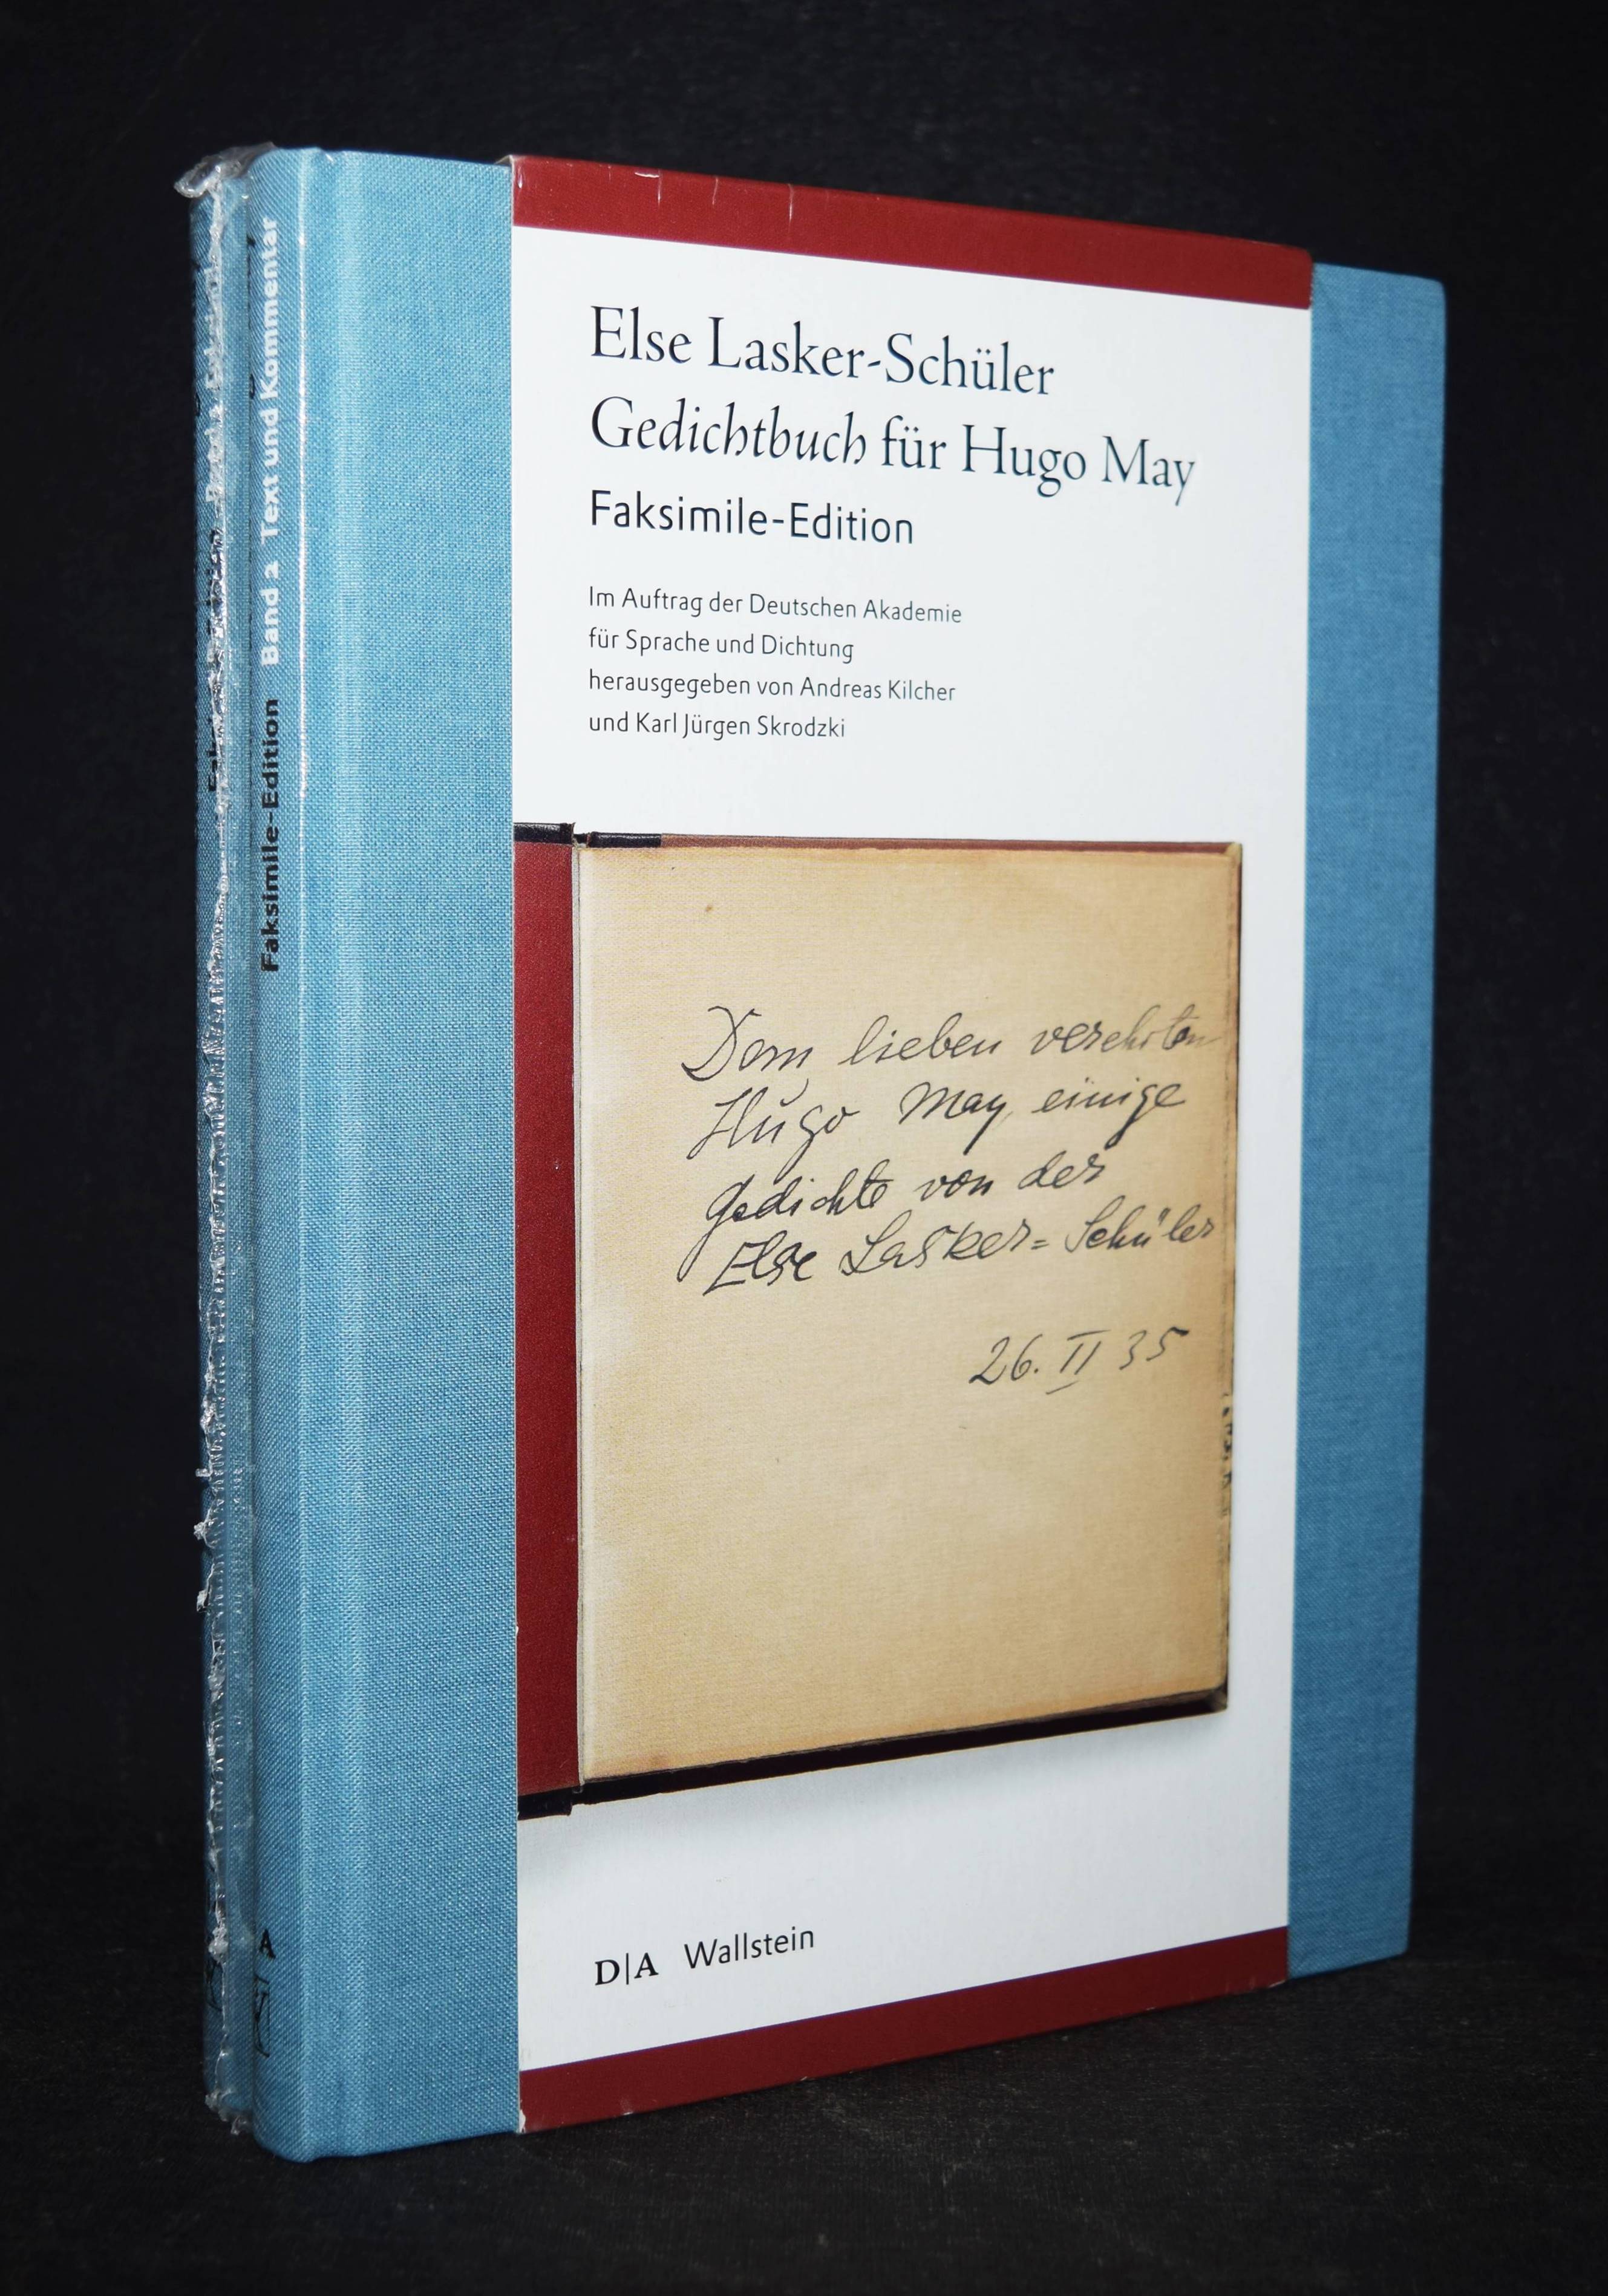 Else Lasker-Schüler
Gedichtbuch für Hugo May
Faksimile-Edition
Im Auftrag der Deutschen Akademie
für Sprache und Dichtung
herausgegeben von Andreas Kilcher
und Karl Jürgen Skrodzki
Dem lieben verehrten
Hugo May, einige
Gedichte von der
Else Lasker=Schüler
26. II 35
D|A Wallstein
Faksimile-Edition Band 2 Text und Kommentar